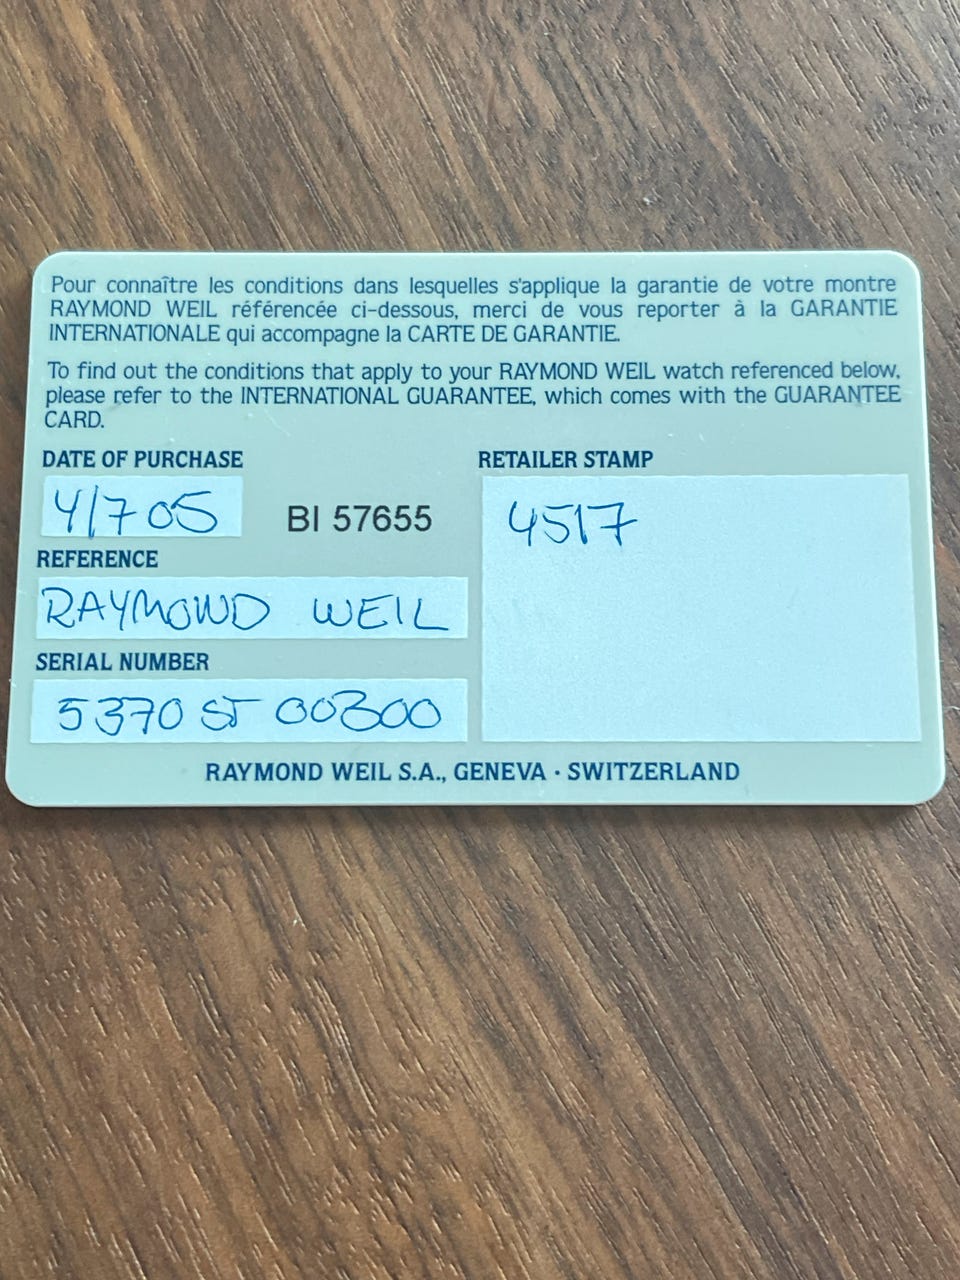 Pour connaître les conditions dans lesquelles s'applique la garantie de votre montre
RAYMOND WEIL référencée ci-dessous, merci de vous reporter à la GARANTIE
INTERNATIONALE qui accompagne la CARTE DE GARANTIE.
To find out the conditions that apply to your RAYMOND WEIL watch referenced below,
please refer to the INTERNATIONAL GUARANTEE, which comes with the GUARANTEE
CARD.
DATE OF PURCHASE
4/7 05
BI 57655
REFERENCE
RAYMOND WEIL
SERIAL NUMBER
5370 ST 00300
RETAILER STAMP
4517
RAYMOND WEIL S.A., GENEVA · SWITZERLAND